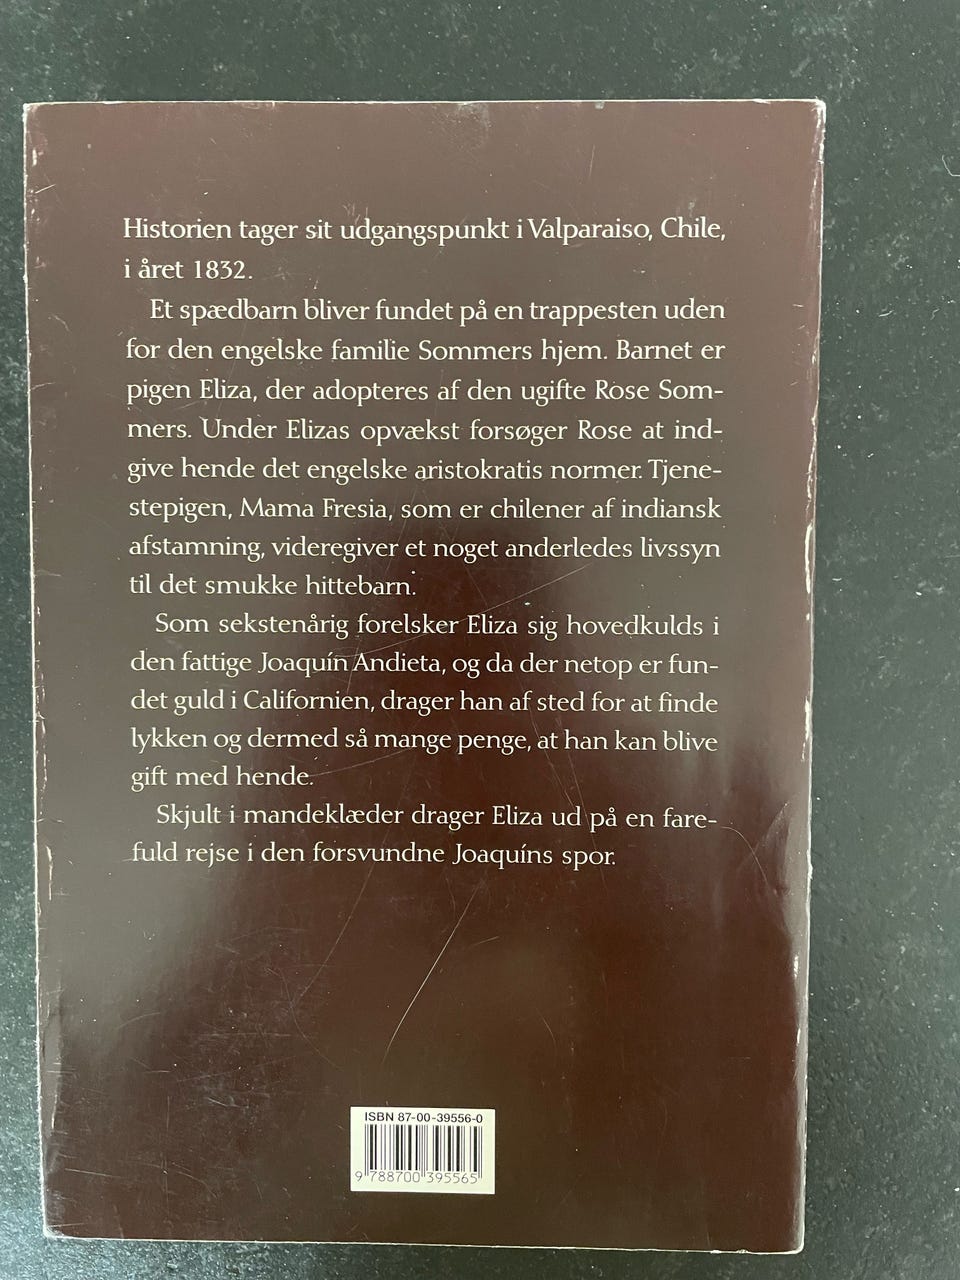 Historien tager sit udgangspunkt i Valparaiso, Chile,
i året 1832.
Et spædbarn bliver fundet på en trappesten uden
for den engelske familie Sommers hjem. Barnet er
pigen Eliza, der adopteres af den ugifte Rose Som-
mers. Under Elizas opvækst forsøger Rose at ind-
give hende det engelske aristokratis normer. Tjene-
stepigen, Mama Fresia, som er chilener af indiansk
afstamning, videregiver et noget anderledes livssyn
til det smukke hittebarn.
Som sekstenårig forelsker Eliza sig hovedkulds i
den fattige Joaquín Andieta, og da der netop er fun-
det guld i Californien, drager han af sted for at finde
lykken og dermed så mange penge, at han kan blive
gift med hende.
Skjult i mandeklæder drager Eliza ud på en fare-
fuld rejse i den forsvundne Joaquíns spor.
ISBN 87-00-39556-0
9 788700 395565